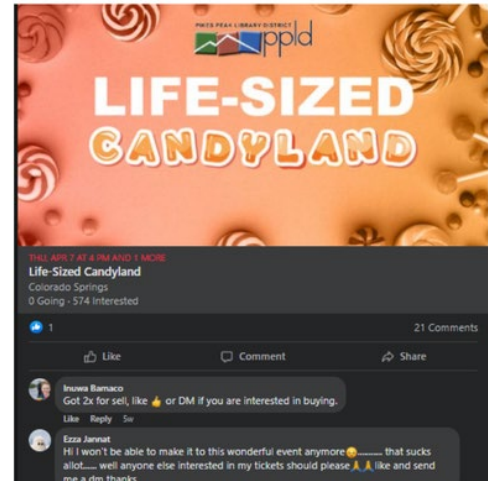 PIKES PEAK LIBRARY DISTRICT
ppld
LIFE-SIZED
CANDYLAND
THU, APR 7 AT 4 PM AND 1 MORE
Life-Sized Candyland
Colorado Springs
0 Going · 574 Interested
1
21 Comments
Like
Comment
Share
Inuwa Bamaco
Got 2x for sell, like 👍 or DM if you are interested in buying.
Like Reply 5w
Ezza Jannat
Hi I won't be able to make it to this wonderful event anymore😔........... that sucks
allot...... well anyone else interested in my tickets should please🙏🙏like and send
me a dm thanks